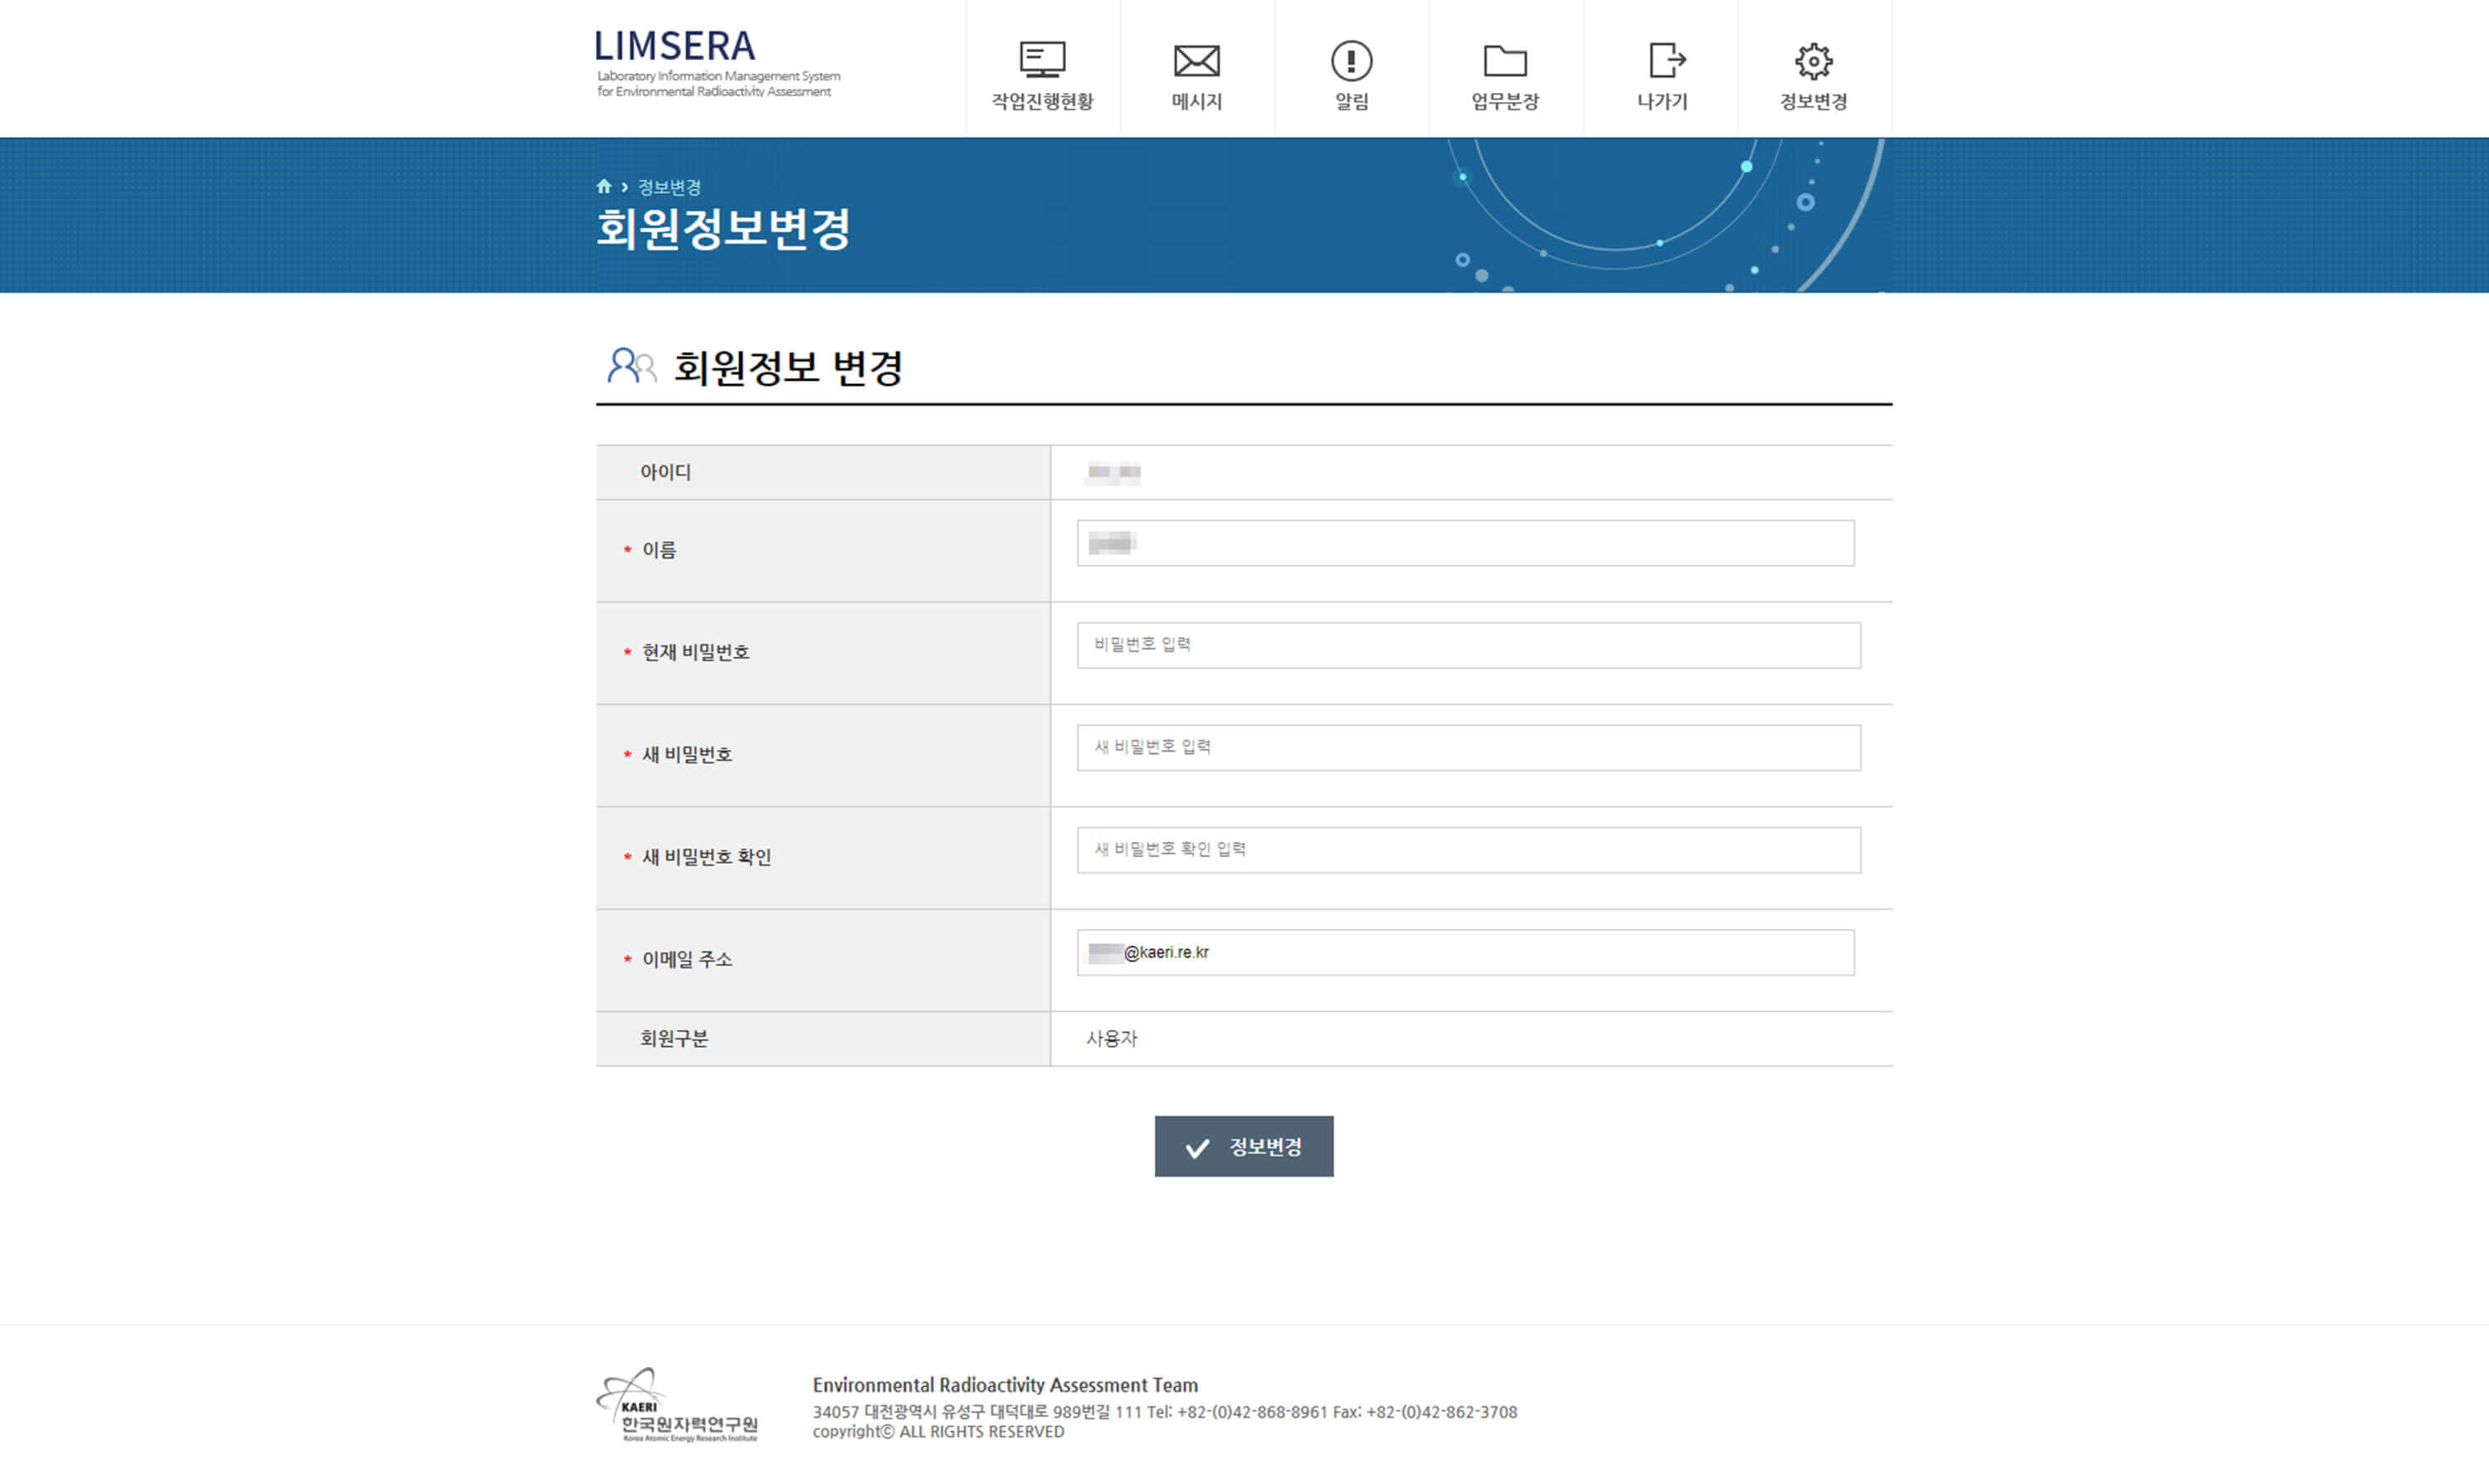 LIMSERA
Laboratory Information Management System
for Environmental Radioactivity Assessment
작업진행현황
메시지
알림
업무분장
나가기
정보변경
정보변경
회원정보변경
회원정보 변경
아이디
* 이름
* 현재 비밀번호
비밀번호 입력
* 새 비밀번호
새 비밀번호 입력
* 새 비밀번호 확인
새 비밀번호 확인 입력
* 이메일 주소
@kaeri.re.kr
회원구분
사용자
정보변경
KAERI
한국원자력연구원
Korea Atomic Energy Research Institute
Environmental Radioactivity Assessment Team
34057 대전광역시 유성구 대덕대로 989번길 111 Tel: +82-(0)42-868-8961 Fax: +82-(0)42-862-3708
copyrightⓒ ALL RIGHTS RESERVED